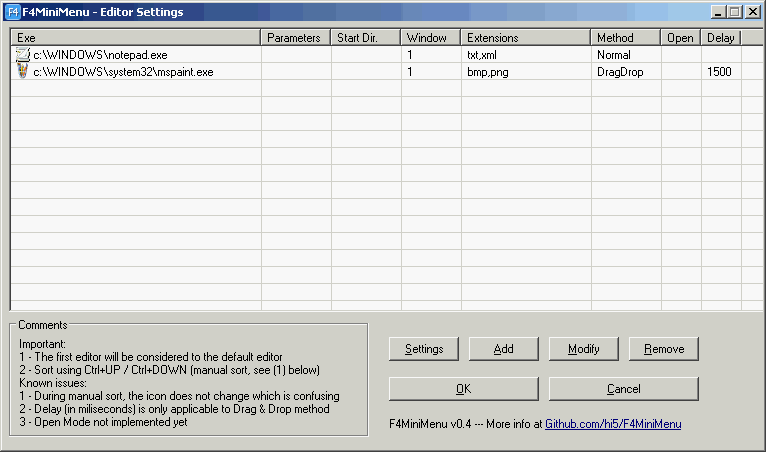 F4MiniMenu - Editor Settings
Exe Parameters Start Dir. Window Extensions Method Open Delay
c:\WINDOWS\notepad.exe 1 txt,xml Normal
c:\WINDOWS\system32\mspaint.exe 1 bmp,png DragDrop 1500
Comments
Important:
1 - The first editor will be considered to the default editor
2 - Sort using Ctrl+UP / Ctrl+DOWN (manual sort, see (1) below)
Known issues:
1 - During manual sort, the icon does not change which is confusing
2 - Delay (in miliseconds) is only applicable to Drag & Drop method
3 - Open Mode not implemented yet
Settings Add Modify Remove
OK Cancel
F4MiniMenu v0.4 --- More info at Github.com/hi5/F4MiniMenu